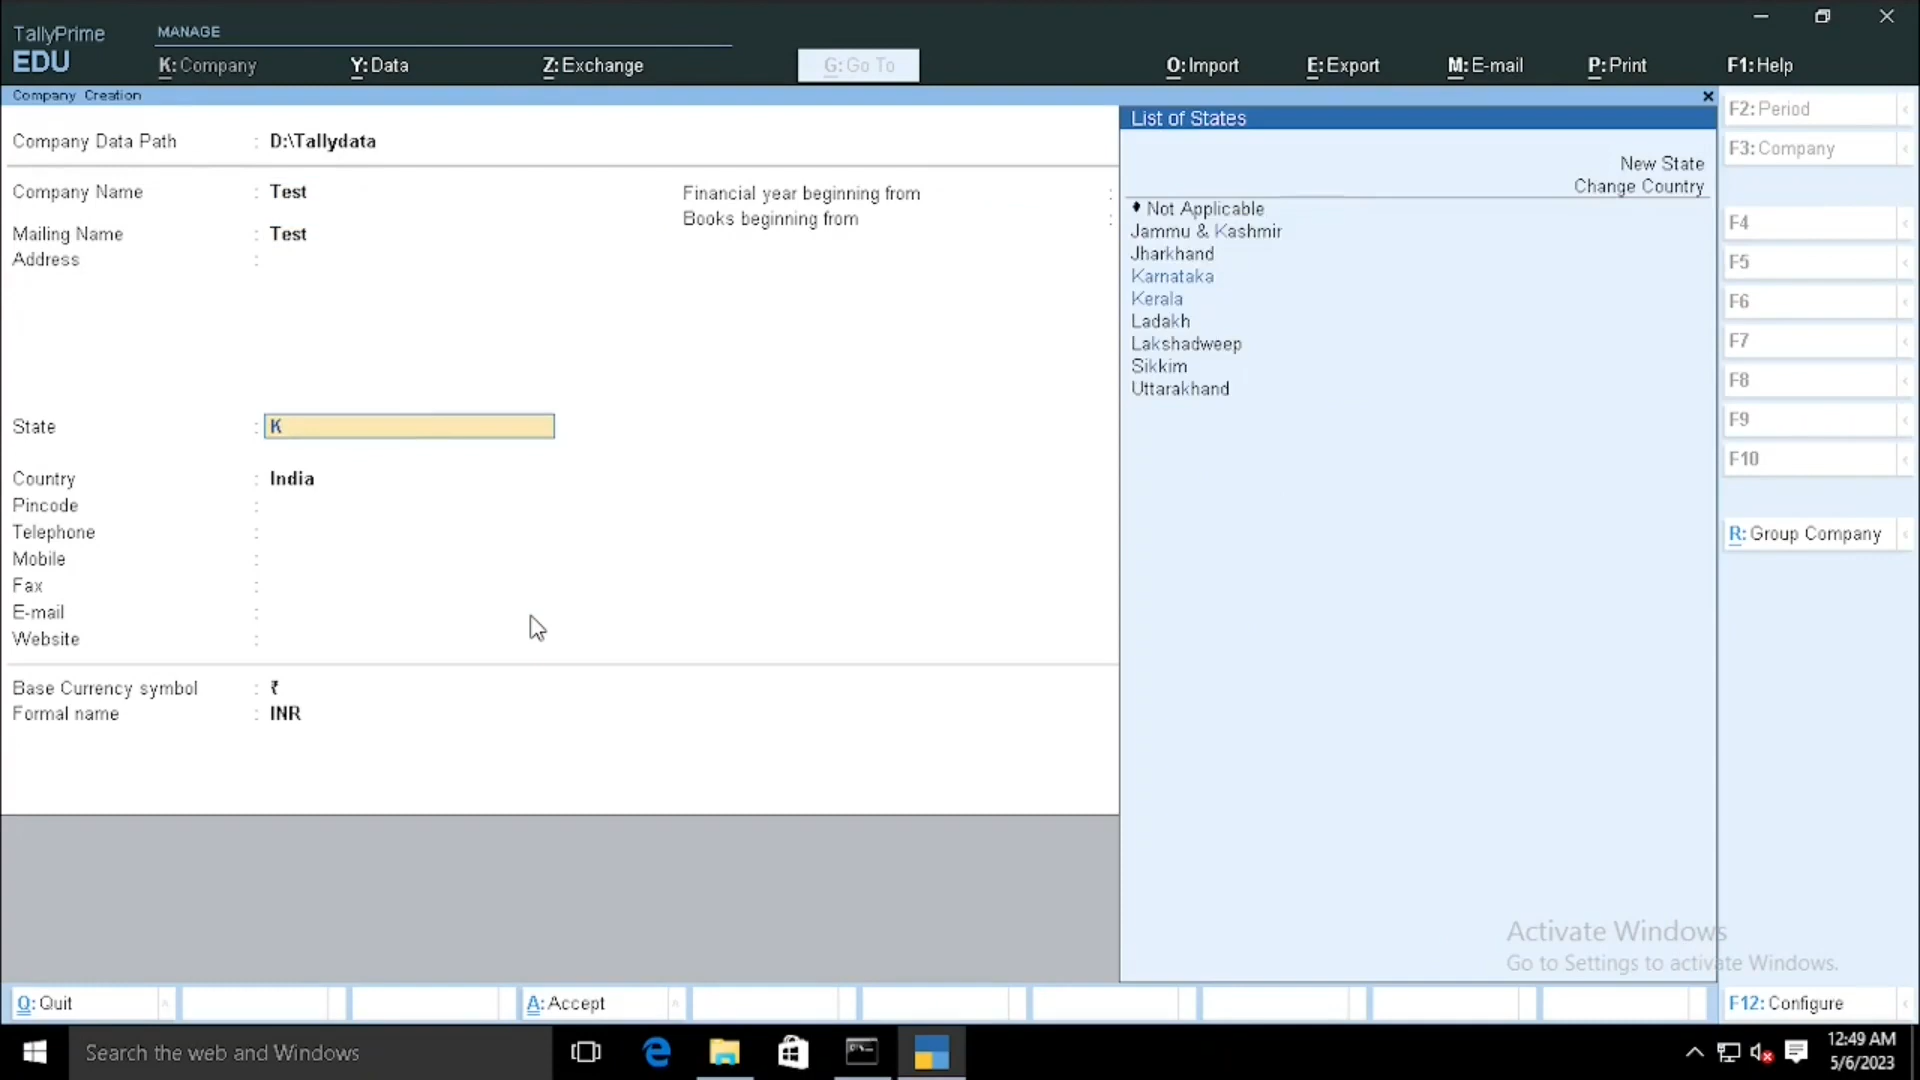 TallyPrime
EDU
MANAGE
K: Company
Y: Data
Z: Exchange
G: Go To
O: Import
E: Export
M: E-mail
P: Print
F1: Help
Company Creation
Company Data Path : D:\Tallydata
Company Name : Test
Financial year beginning from :
Books beginning from :
Mailing Name : Test
Address :
State : K
Country : India
Pincode :
Telephone :
Mobile :
Fax :
E-mail :
Website :
Base Currency symbol : ₹
Formal name : INR
List of States
New State
Change Country
♦ Not Applicable
Jammu & Kashmir
Jharkhand
Karnataka
Kerala
Ladakh
Lakshadweep
Sikkim
Uttarakhand
F2: Period
F3: Company
F4
F5
F6
F7
F8
F9
F10
R: Group Company
Activate Windows
Go to Settings to activate Windows.
Q: Quit
A: Accept
F12: Configure
Search the web and Windows
12:49 AM
5/6/2023